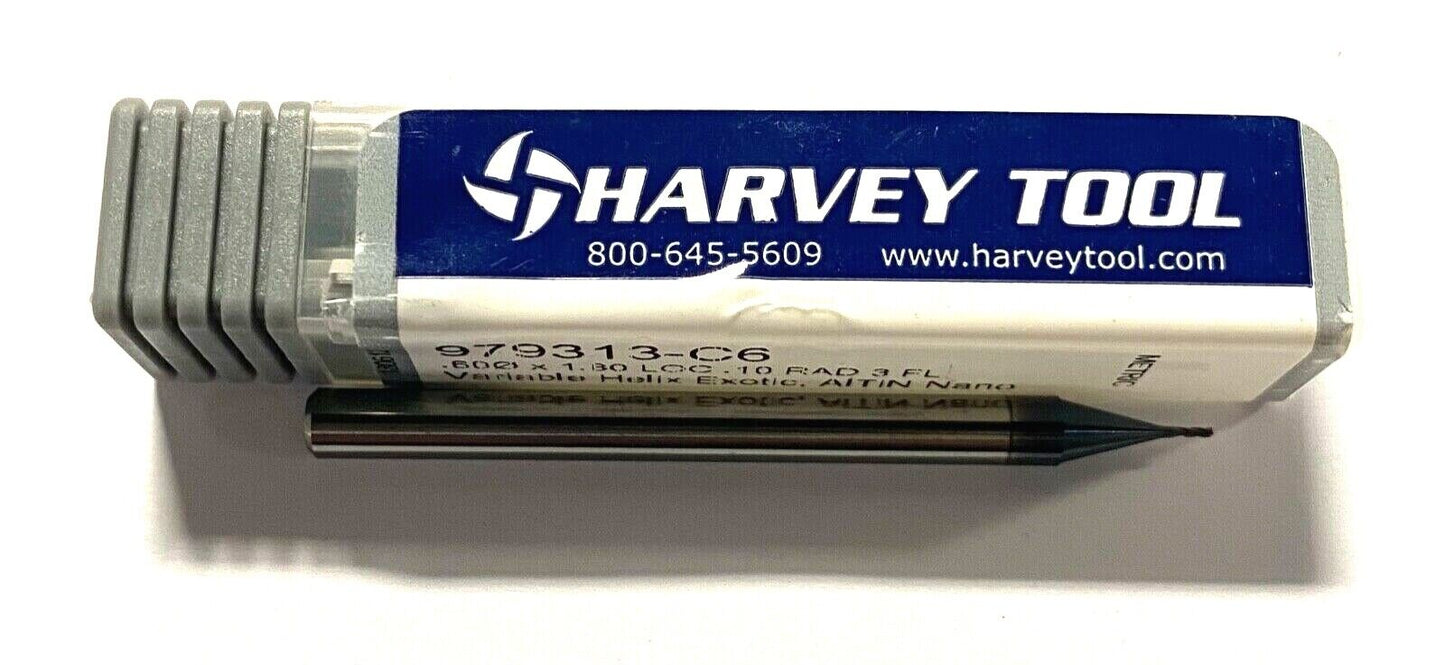 HARVEY TOOL
800-645-5609 www.harveytool.com
979313-C6
.60Ø x 1.80 LOC .10 RAD 3 FL
Variable Helix Exotic, AlTiN Nano
METRIC